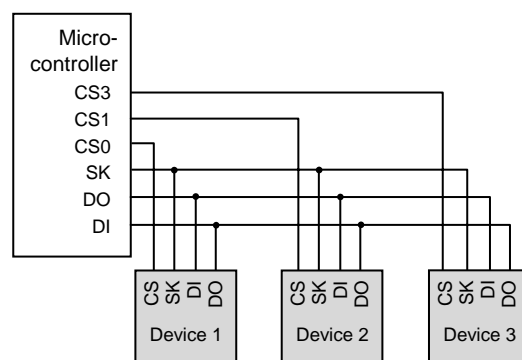 Micro-
controller
CS3
CS1
CS0
SK
DO
DI
CS SK DI DO
Device 1
CS SK DI DO
Device 2
CS SK DI DO
Device 3